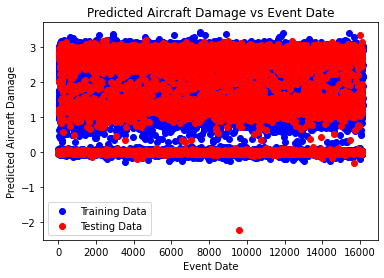 Predicted Aircraft Damage vs Event Date
Predicted Aircraft Damage
3
2
1
0
−1
−2
Training Data
Testing Data
0 2000 4000 6000 8000 10000 12000 14000 16000
Event Date